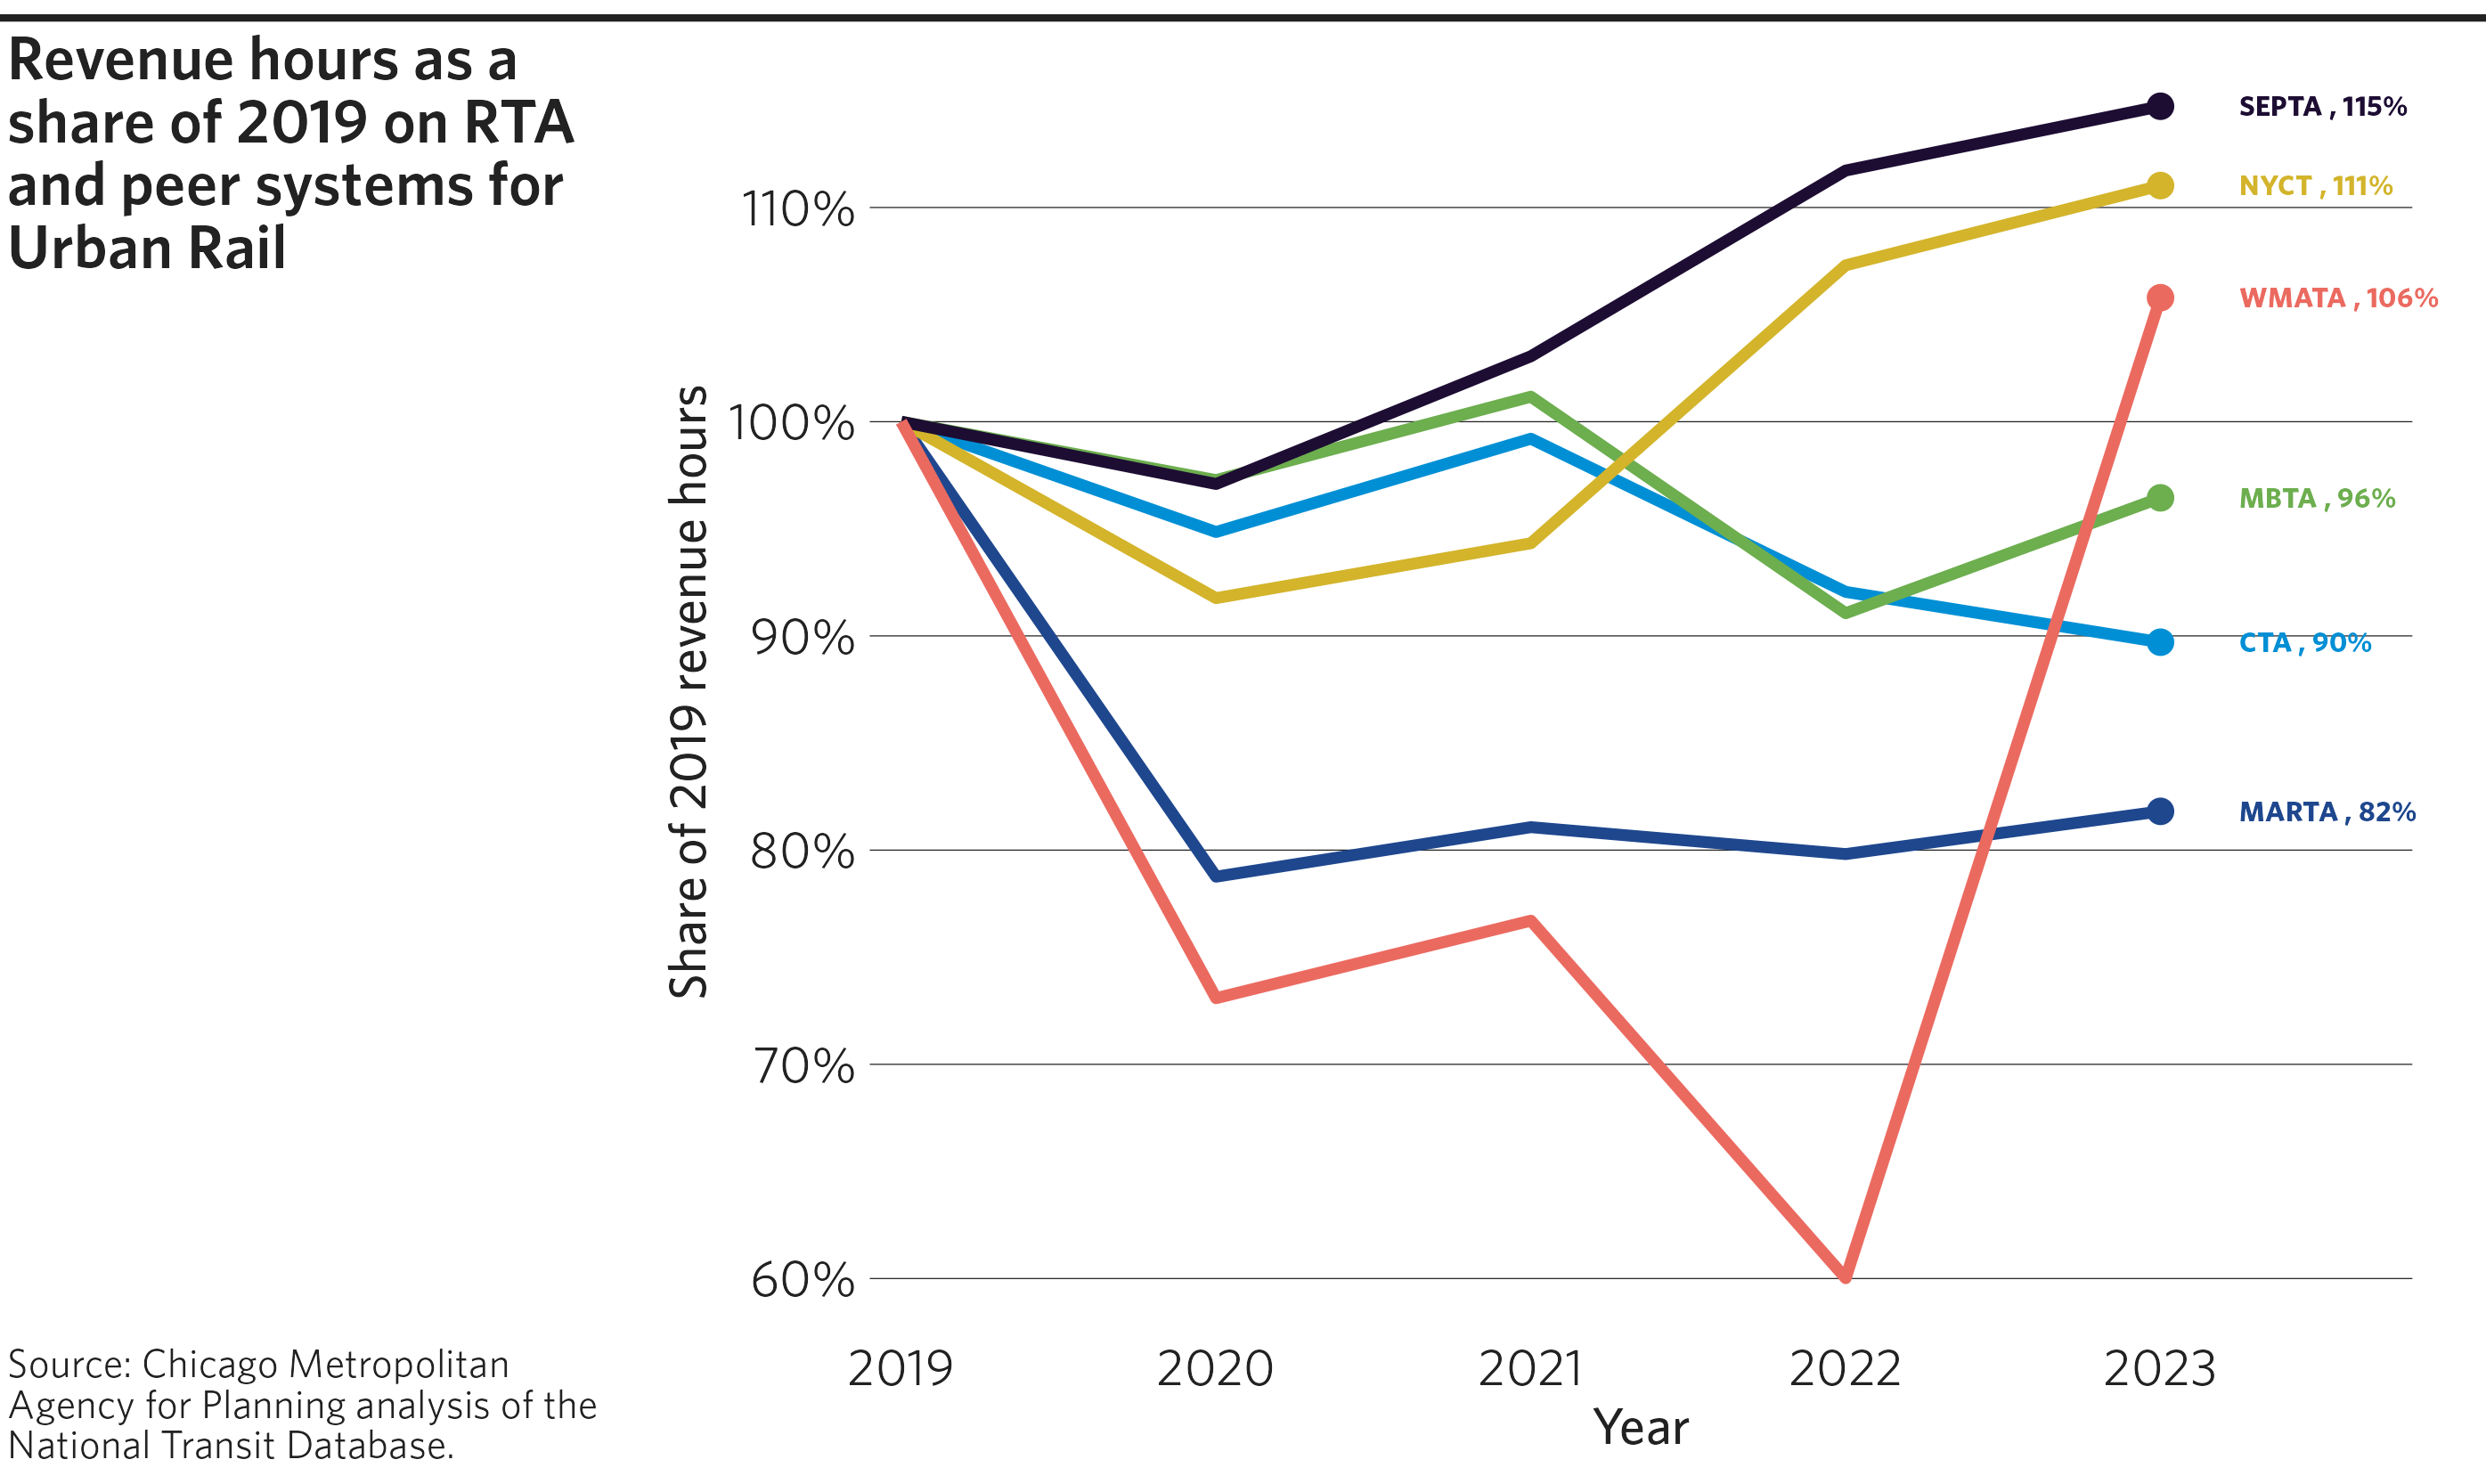 Revenue hours as a
share of 2019 on RTA
and peer systems for
Urban Rail
SEPTA , 115%
NYCT , 111%
WMATA , 106%
MBTA , 96%
CTA , 90%
MARTA , 82%
Share of 2019 revenue hours
110%
100%
90%
80%
70%
60%
2019
2020
2021
2022
2023
Year
Source: Chicago Metropolitan
Agency for Planning analysis of the
National Transit Database.